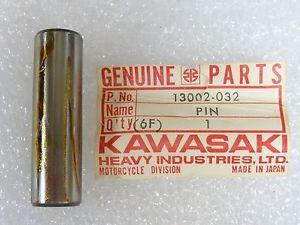 GENUINE PARTS
P. No. 13002-032
Name PIN
Q'ty (6F) 1
KAWASAKI
HEAVY INDUSTRIES, LTD.
MOTORCYCLE DIVISION MADE IN JAPAN